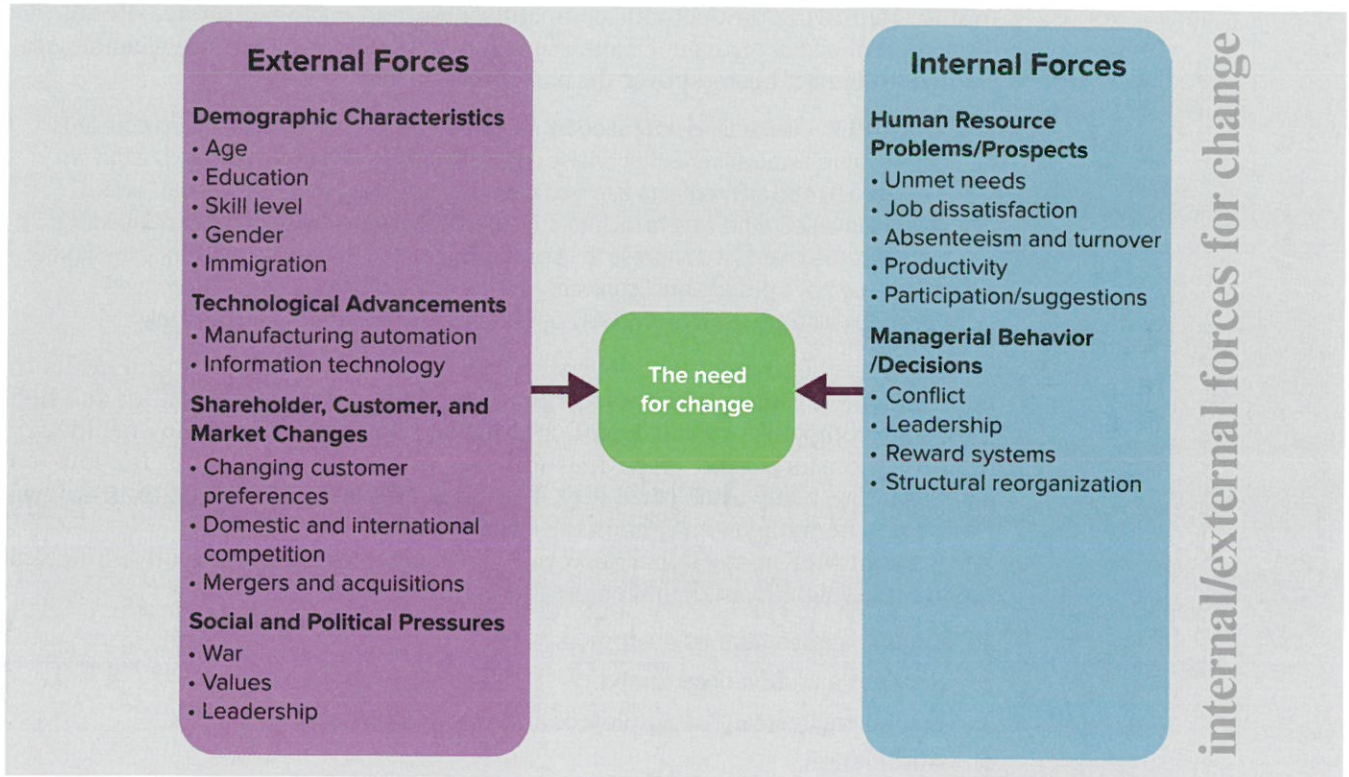 External Forces
Demographic Characteristics
• Age
• Education
• Skill level
• Gender
• Immigration
Technological Advancements
• Manufacturing automation
• Information technology
Shareholder, Customer, and
Market Changes
• Changing customer
preferences
• Domestic and international
competition
• Mergers and acquisitions
Social and Political Pressures
• War
• Values
• Leadership
The need
for change
Internal Forces
Human Resource
Problems/Prospects
• Unmet needs
• Job dissatisfaction
• Absenteeism and turnover
• Productivity
• Participation/suggestions
Managerial Behavior
/Decisions
• Conflict
• Leadership
• Reward systems
• Structural reorganization
internal/external forces for change